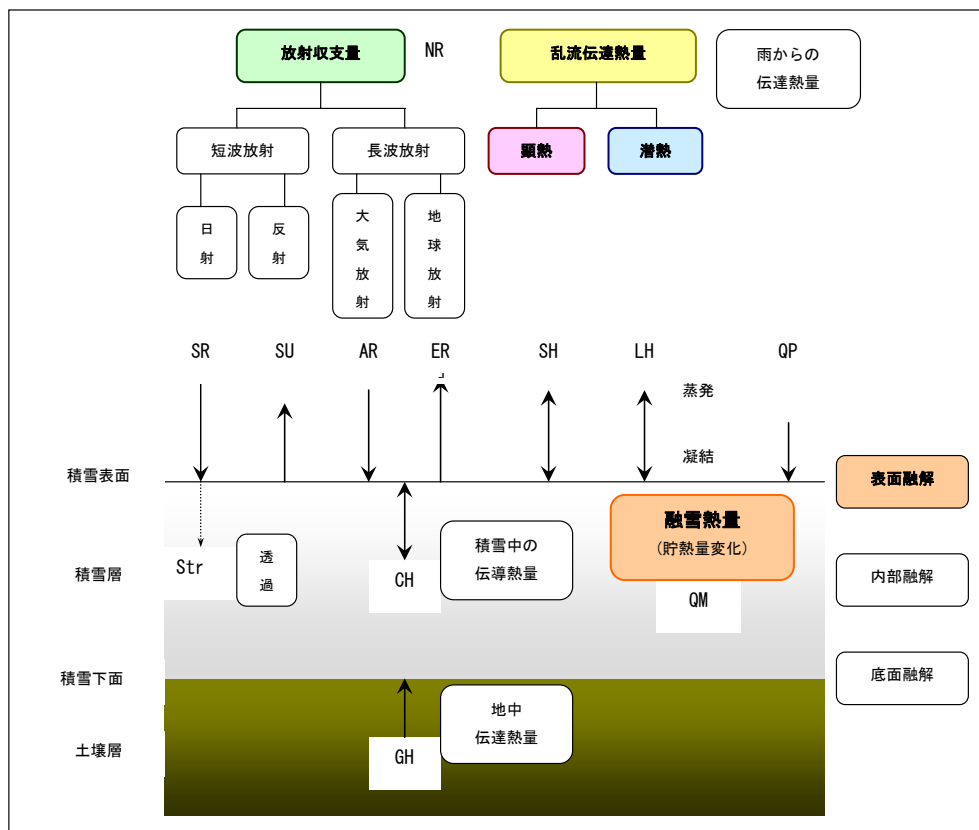 放射収支量
NR
乱流伝達熱量
雨からの
伝達熱量
短波放射
長波放射
顕熱
潜熱
日射
反射
大気放射
地球放射
SR
SU
AR
ER
SH
LH
QP
蒸発
凝結
積雪表面
表面融解
融雪熱量
(貯熱量変化)
積雪層
Str
透過
CH
積雪中の
伝導熱量
QM
内部融解
積雪下面
底面融解
地中
伝達熱量
土壌層
GH